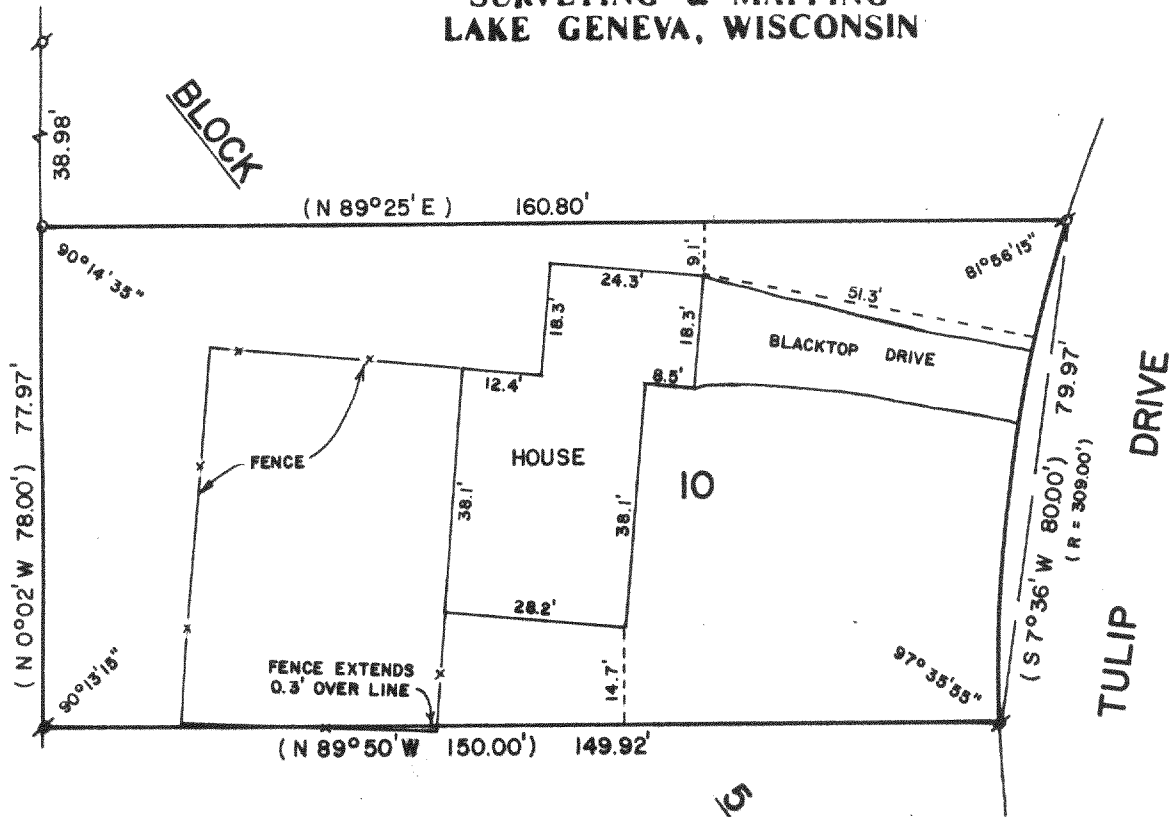 SURVEYING & MAPPING
LAKE GENEVA, WISCONSIN
38.98'
BLOCK
(N 89°25' E) 160.80'
90°14'35"
81°56'15"
9.1'
24.3'
51.3'
18.3'
18.3'
BLACKTOP DRIVE
12.4'
8.5'
FENCE
HOUSE
10
38.1'
38.1'
(N 0°02' W 78.00') 77.97'
(S 7°36' W 80.00') 79.97'
(R = 309.00')
TULIP DRIVE
28.2'
14.7'
FENCE EXTENDS
0.3' OVER LINE
90°13'15"
97°35'55"
(N 89°50' W 150.00') 149.92'
5